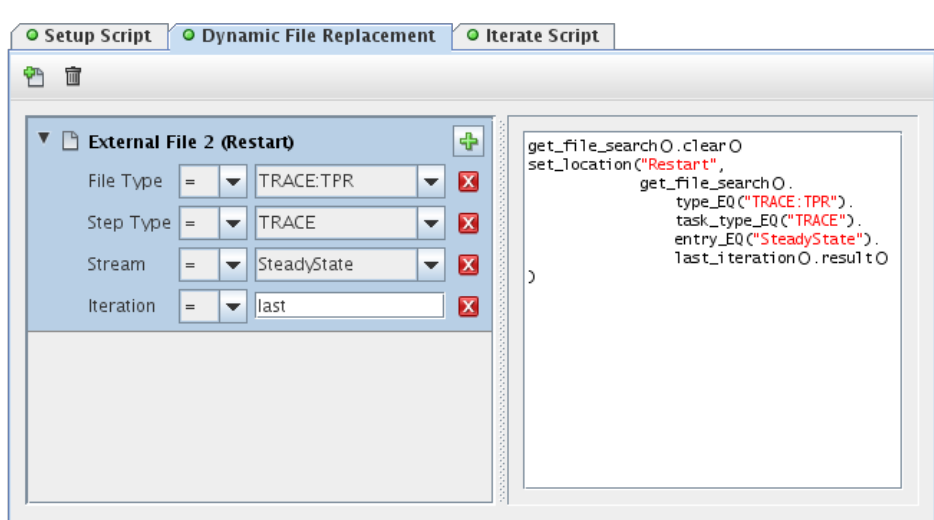 Setup Script
Dynamic File Replacement
Iterate Script
External File 2 (Restart)
File Type = TRACE:TPR
Step Type = TRACE
Stream = SteadyState
Iteration = last
get_file_search().clear()
set_location("Restart",
get_file_search().
type_EQ("TRACE:TPR").
task_type_EQ("TRACE").
entry_EQ("SteadyState").
last_iteration().result()
)